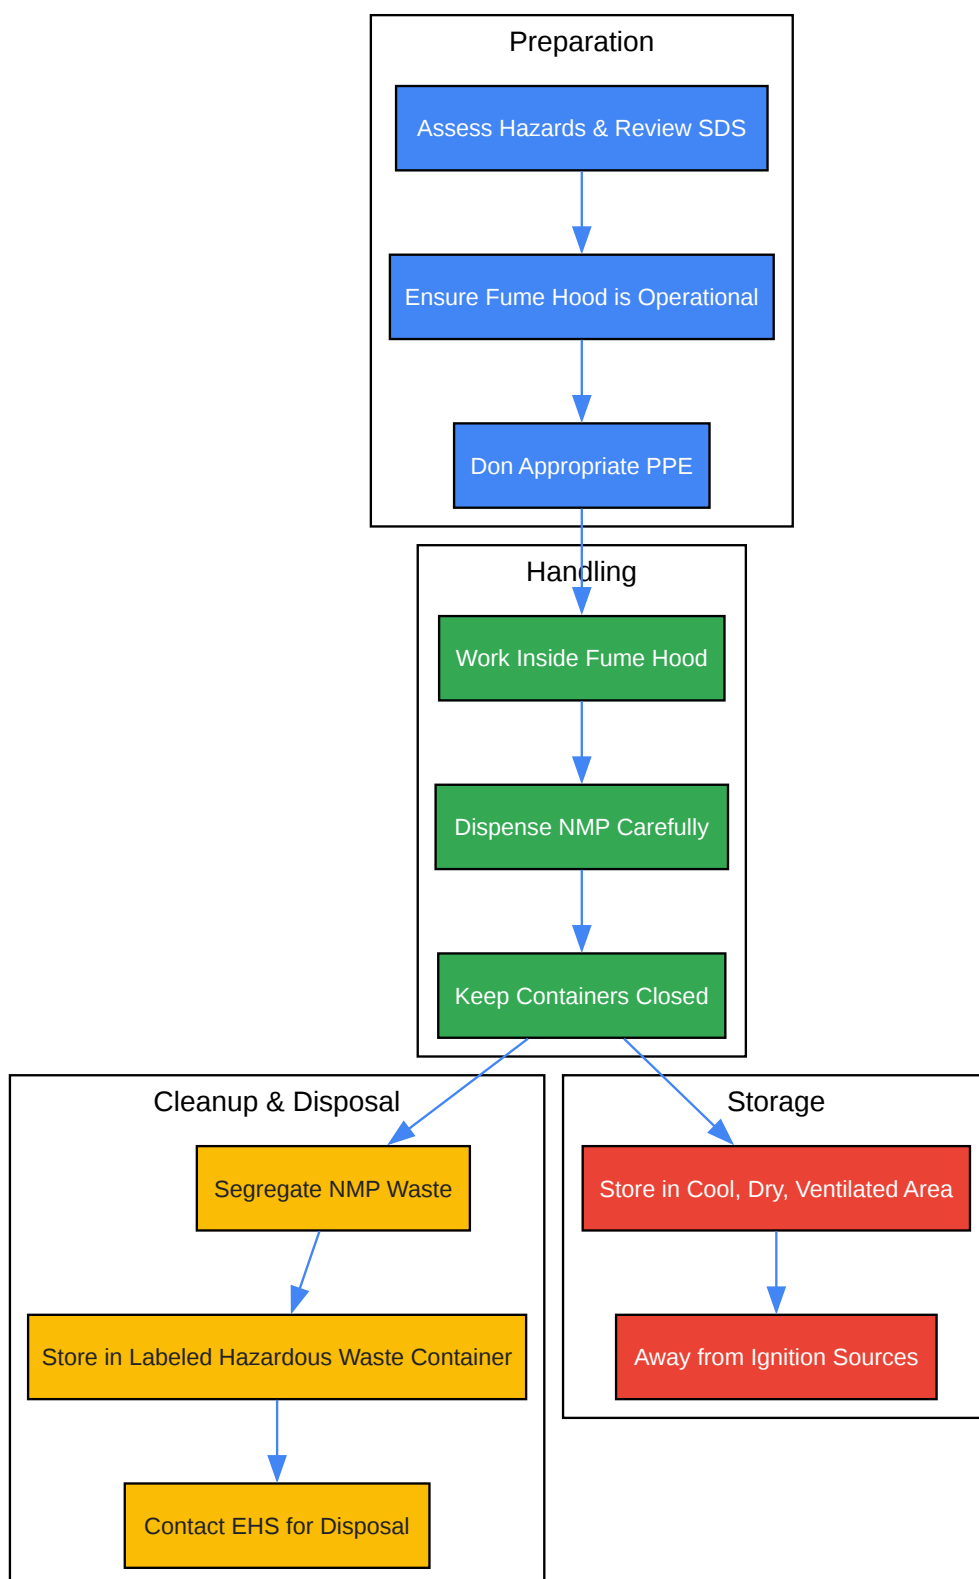 Preparation
Assess Hazards & Review SDS
Ensure Fume Hood is Operational
Don Appropriate PPE
Handling
Work Inside Fume Hood
Dispense NMP Carefully
Keep Containers Closed
Cleanup & Disposal
Segregate NMP Waste
Store in Labeled Hazardous Waste Container
Contact EHS for Disposal
Storage
Store in Cool, Dry, Ventilated Area
Away from Ignition Sources